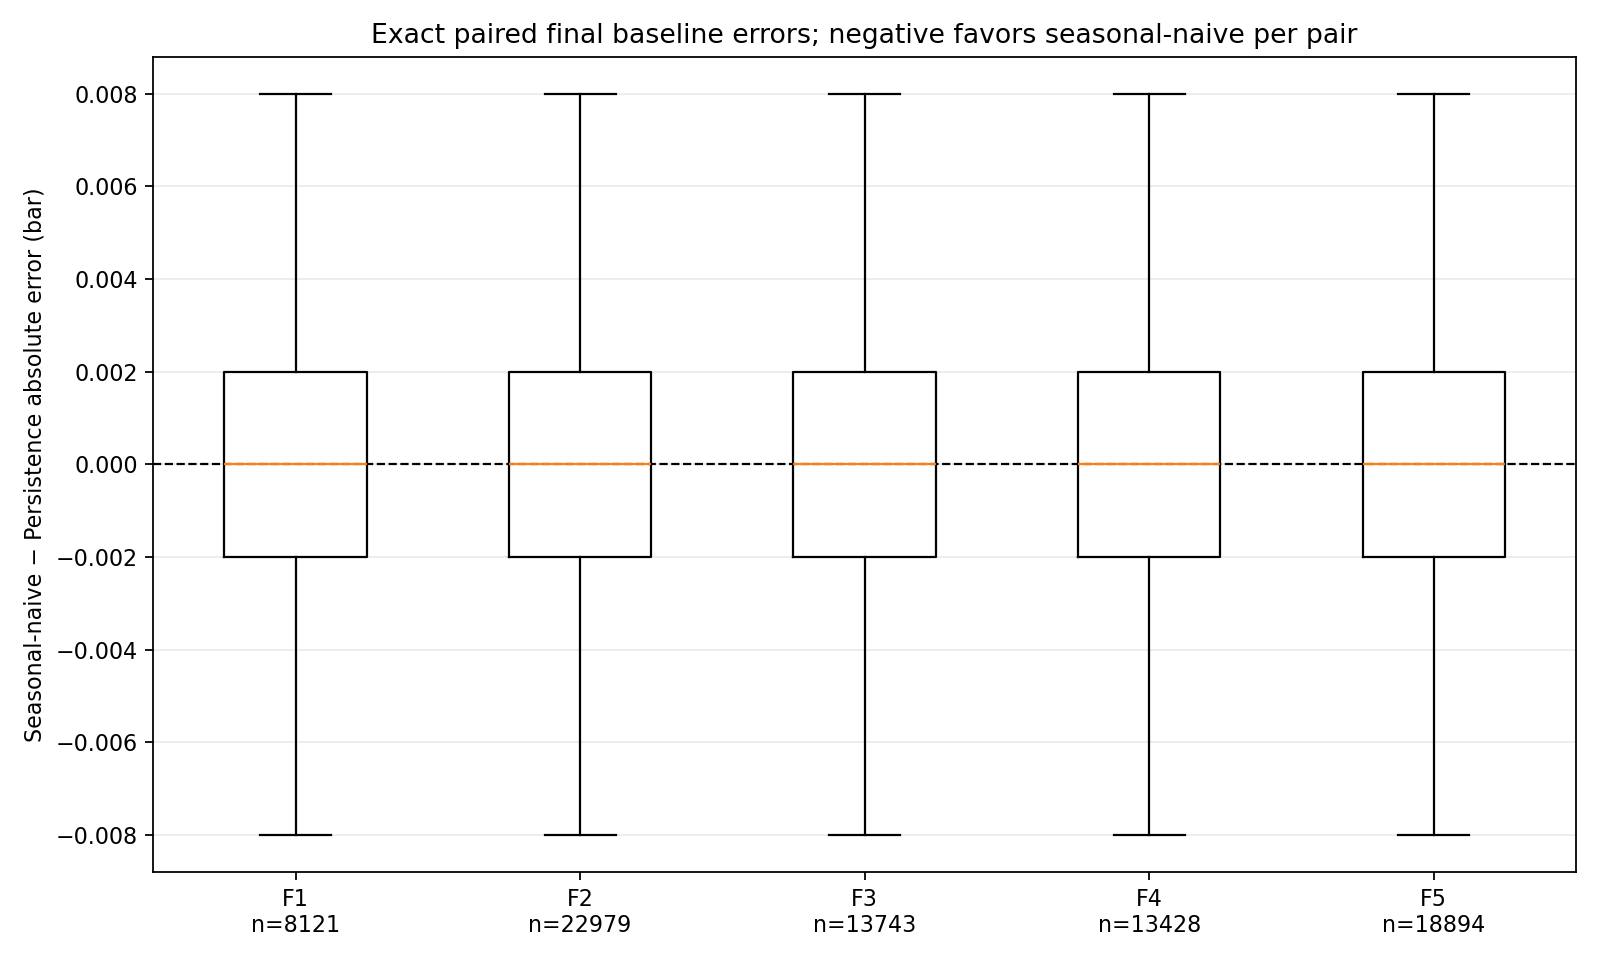 Exact paired final baseline errors; negative favors seasonal-naive per pair
Seasonal-naive − Persistence absolute error (bar)
0.008
0.006
0.004
0.002
0.000
−0.002
−0.004
−0.006
−0.008
F1 F2 F3 F4 F5
n=8121 n=22979 n=13743 n=13428 n=18894